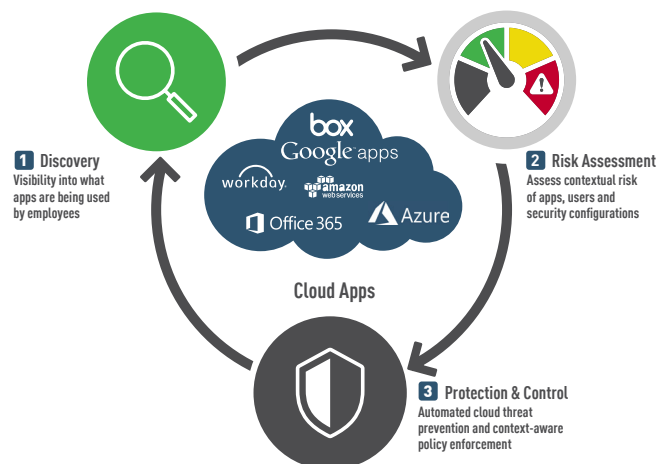 box
Google apps
workday.
amazon
webservices
Office 365
Azure
Cloud Apps
1 Discovery
Visibility into what
apps are being used
by employees
2 Risk Assessment
Assess contextual risk
of apps, users and
security configurations
3 Protection & Control
Automated cloud threat
prevention and context-aware
policy enforcement